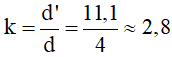 k = d'/d = 11,1/4 ≈ 2,8